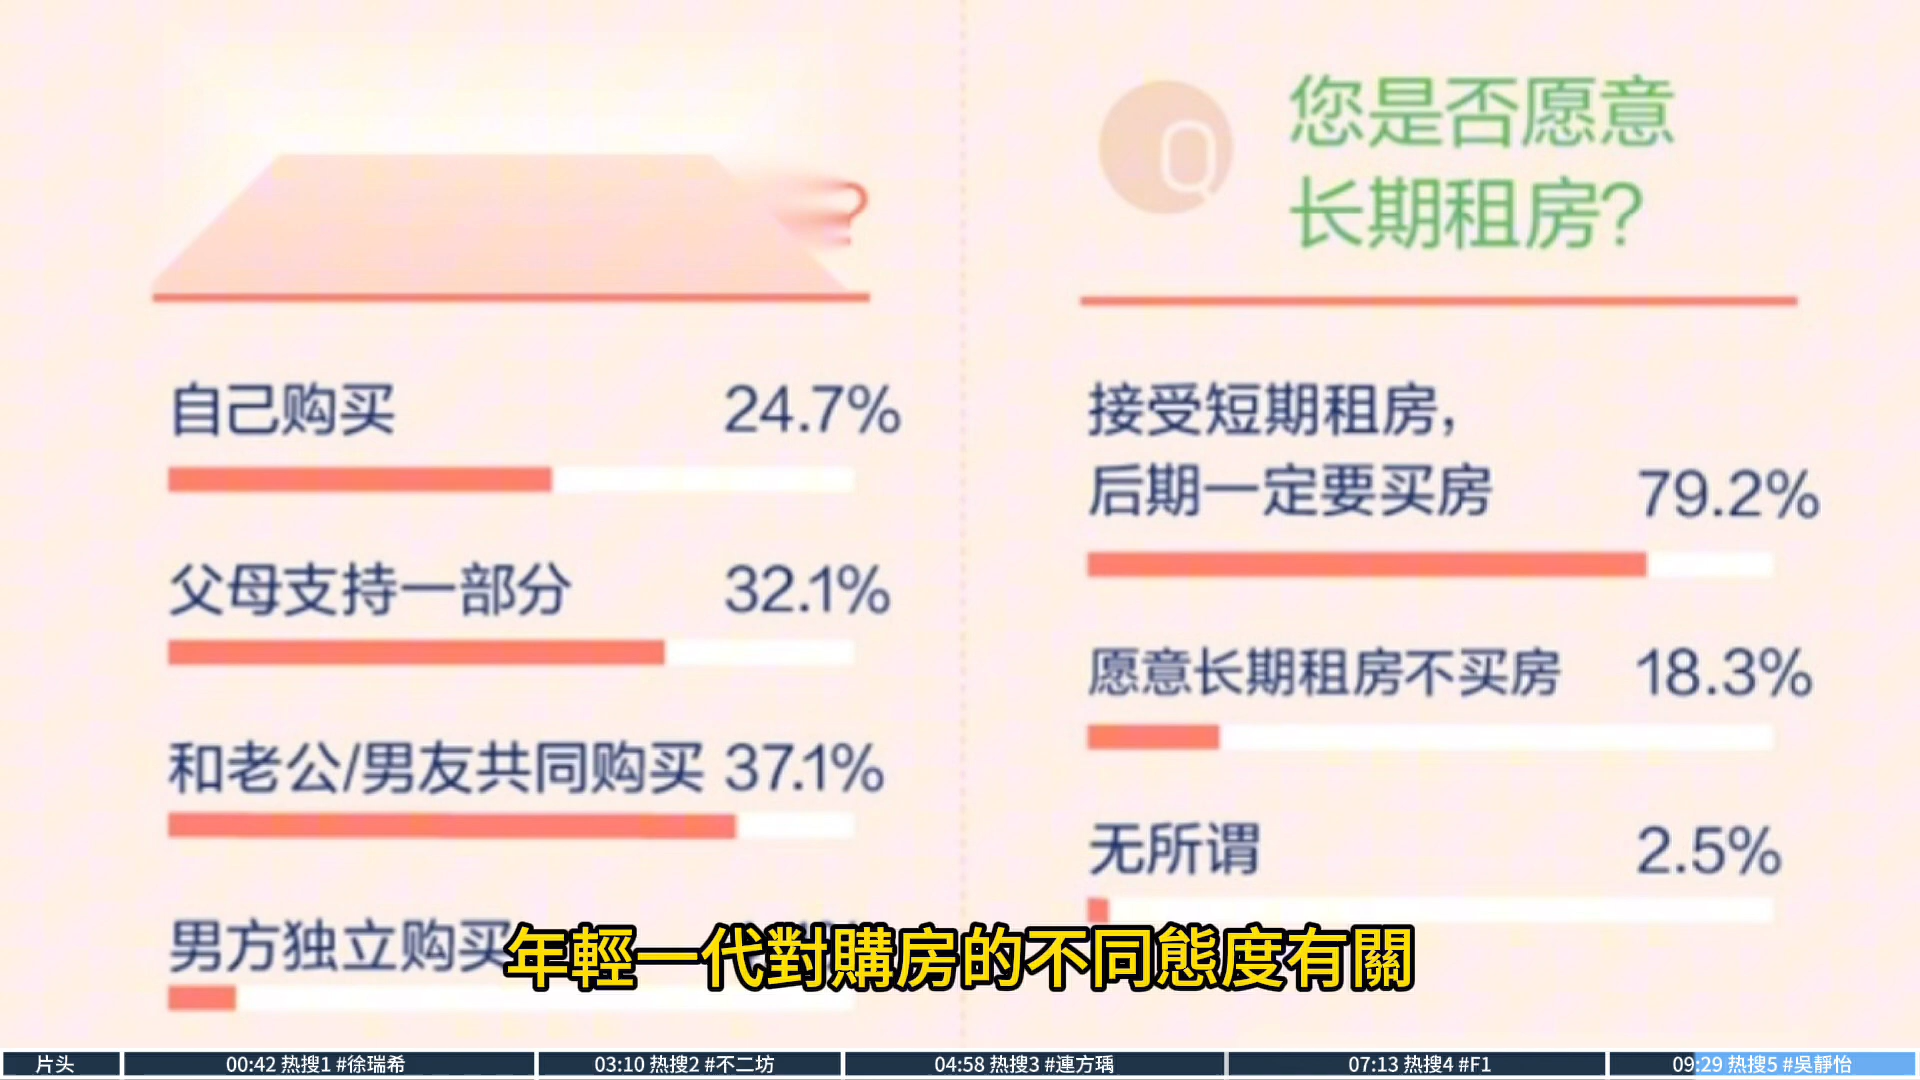 ?
自己购买 24.7%
父母支持一部分 32.1%
和老公/男友共同购买 37.1%
男方独立购买
Q 您是否愿意
长期租房?
接受短期租房,
后期一定要买房 79.2%
愿意长期租房不买房 18.3%
无所谓 2.5%
年輕一代對購房的不同態度有關
片头 00:42 热搜1 #徐瑞希 03:10 热搜2 #不二坊 04:58 热搜3 #連方瑀 07:13 热搜4 #F1 09:29 热搜5 #吳靜怡